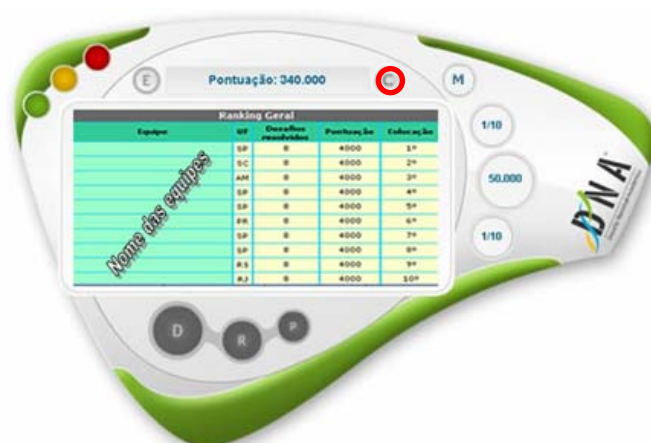 E
Pontuação: 340.000
C
M
Ranking Geral
Equipe UF Desafios resolvidos Pontuação Colocação
SP 8 4000 1º
SC 8 4000 2º
AM 8 4000 3º
SP 8 4000 4º
SP 8 4000 5º
PR 8 4000 6º
SP 8 4000 7º
SP 8 4000 8º
RS 8 4000 9º
RJ 8 4000 10º
Nome das equipes
1/10
50.000
1/10
DNA
D
R
P